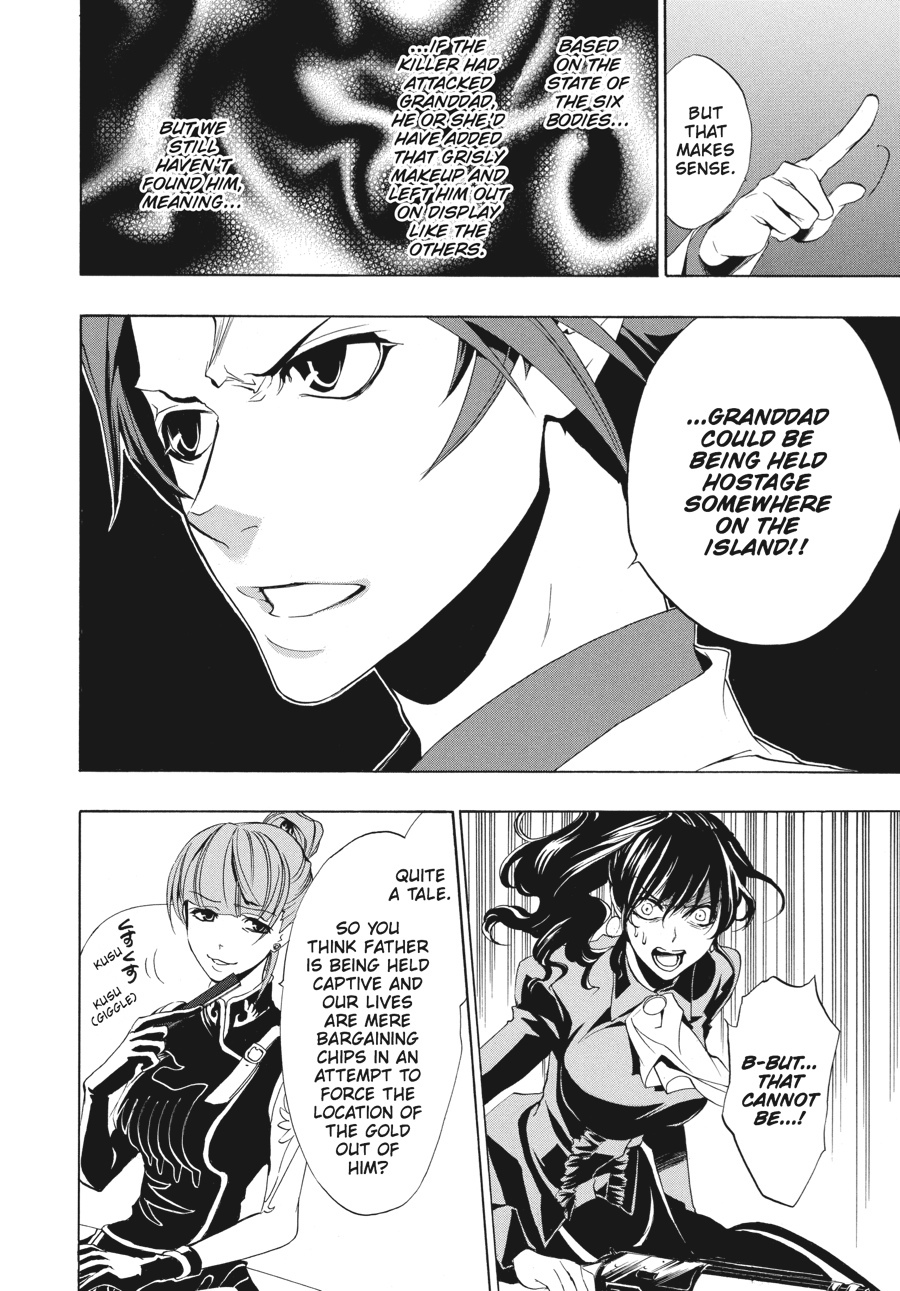 BUT
THAT
MAKES
SENSE.
BASED
ON THE
STATE OF
THE SIX
BODIES...
...IF THE
KILLER HAD
ATTACKED
GRANDDAD,
HE OR SHE'D
HAVE ADDED
THAT GRISLY
MAKEUP AND
LEFT HIM OUT
ON DISPLAY
LIKE THE
OTHERS.
BUT WE
STILL
HAVEN'T
FOUND HIM,
MEANING...
...GRANDDAD
COULD BE
BEING HELD
HOSTAGE
SOMEWHERE
ON THE
ISLAND!!
B-BUT...
THAT
CANNOT
BE...!
QUITE
A TALE.
SO YOU
THINK FATHER
IS BEING HELD
CAPTIVE AND
OUR LIVES
ARE MERE
BARGAINING
CHIPS IN AN
ATTEMPT TO
FORCE THE
LOCATION OF
THE GOLD
OUT OF
HIM?
くすくす
KUSU
KUSU
(GIGGLE)